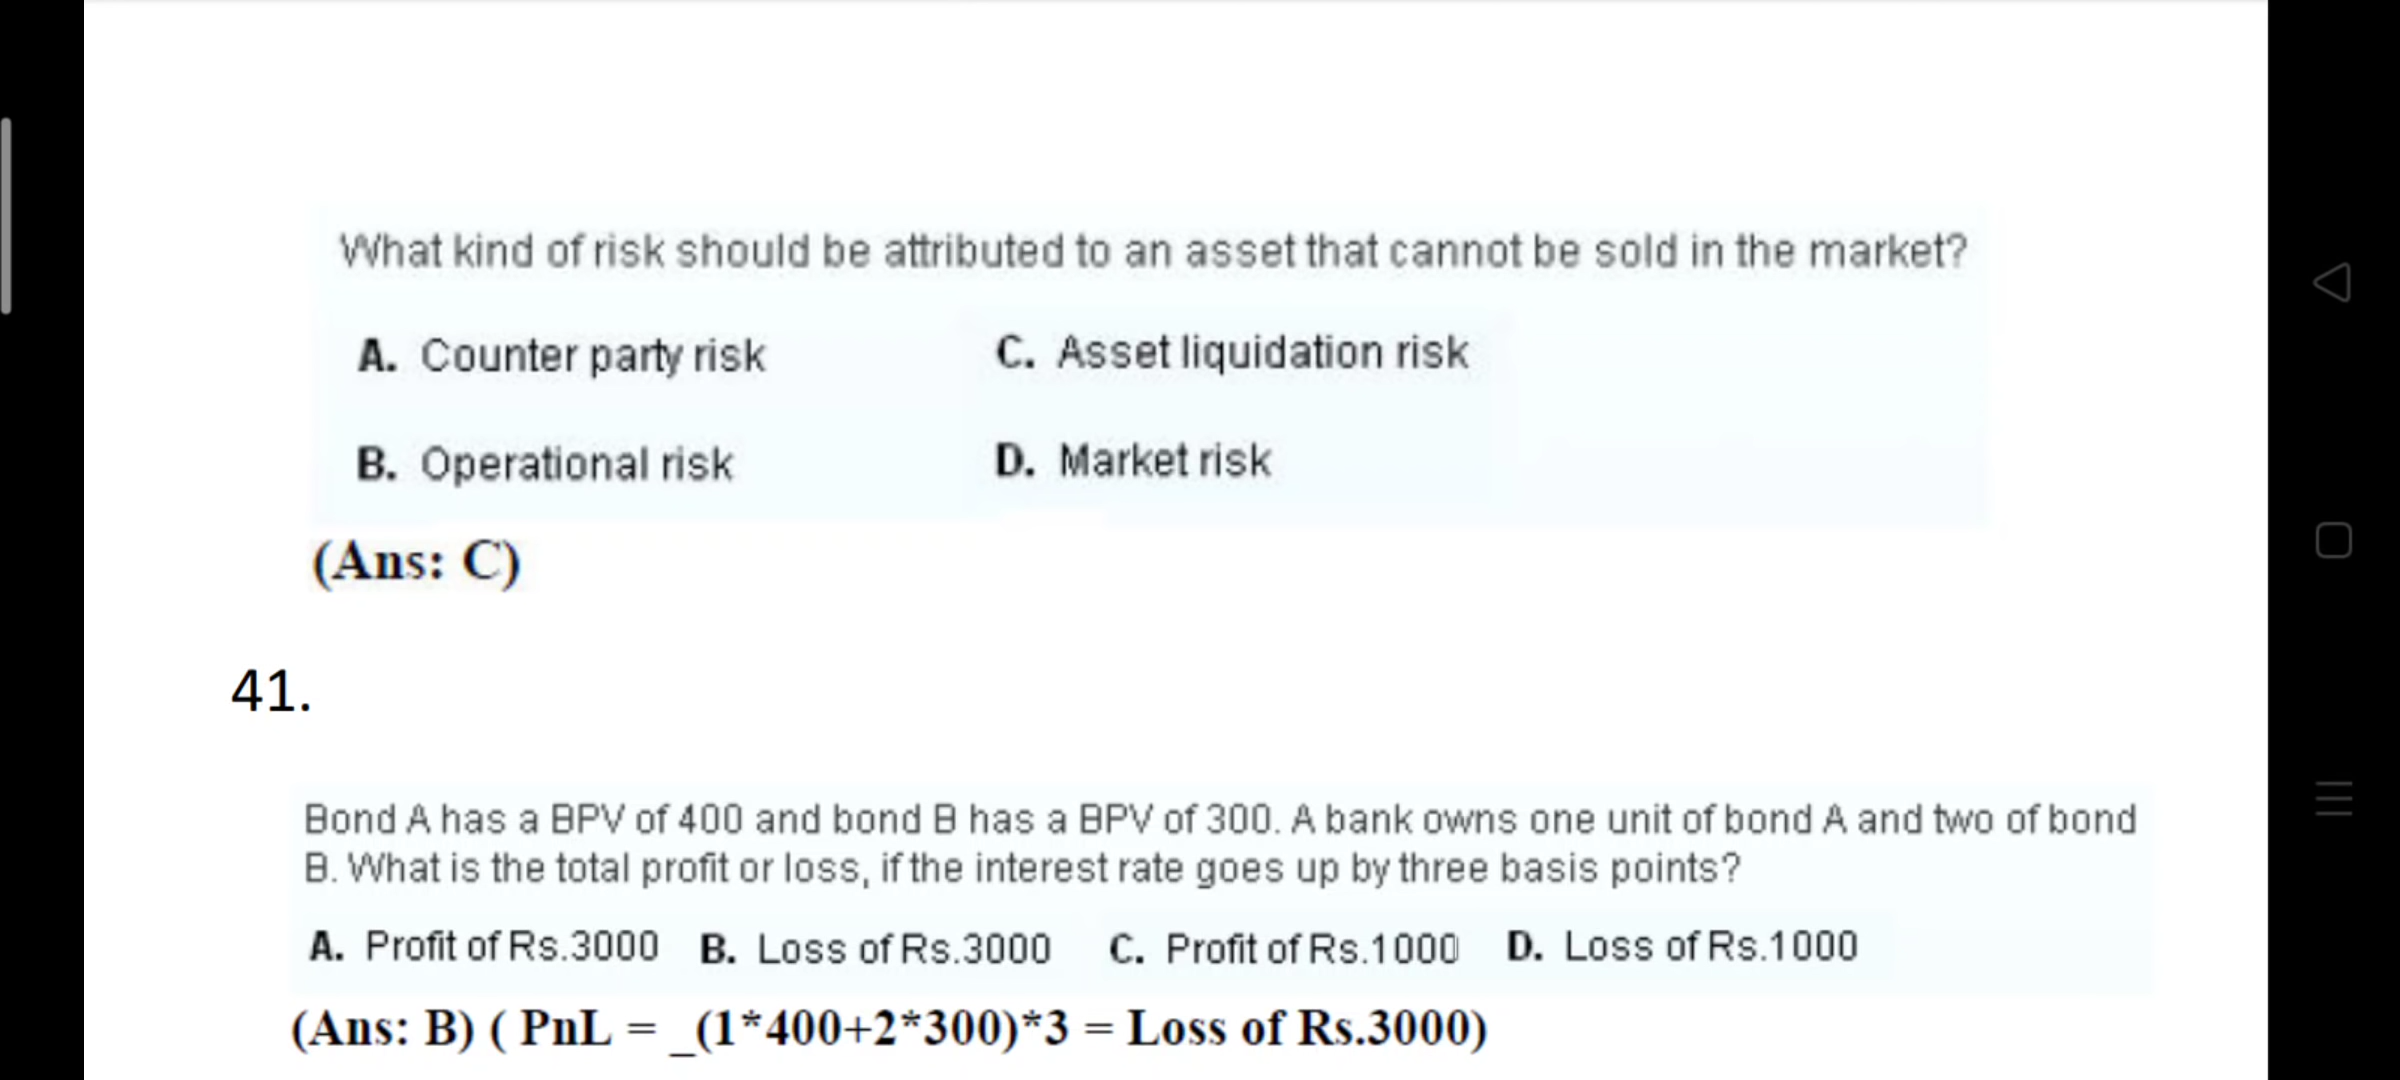 What kind of risk should be attributed to an asset that cannot be sold in the market?
A. Counter party risk C. Asset liquidation risk
B. Operational risk D. Market risk
(Ans: C)
41.
Bond A has a BPV of 400 and bond B has a BPV of 300. A bank owns one unit of bond A and two of bond
B. What is the total profit or loss, if the interest rate goes up by three basis points?
A. Profit of Rs.3000 B. Loss of Rs.3000 C. Profit of Rs.1000 D. Loss of Rs.1000
(Ans: B) ( PnL = _(1*400+2*300)*3 = Loss of Rs.3000)